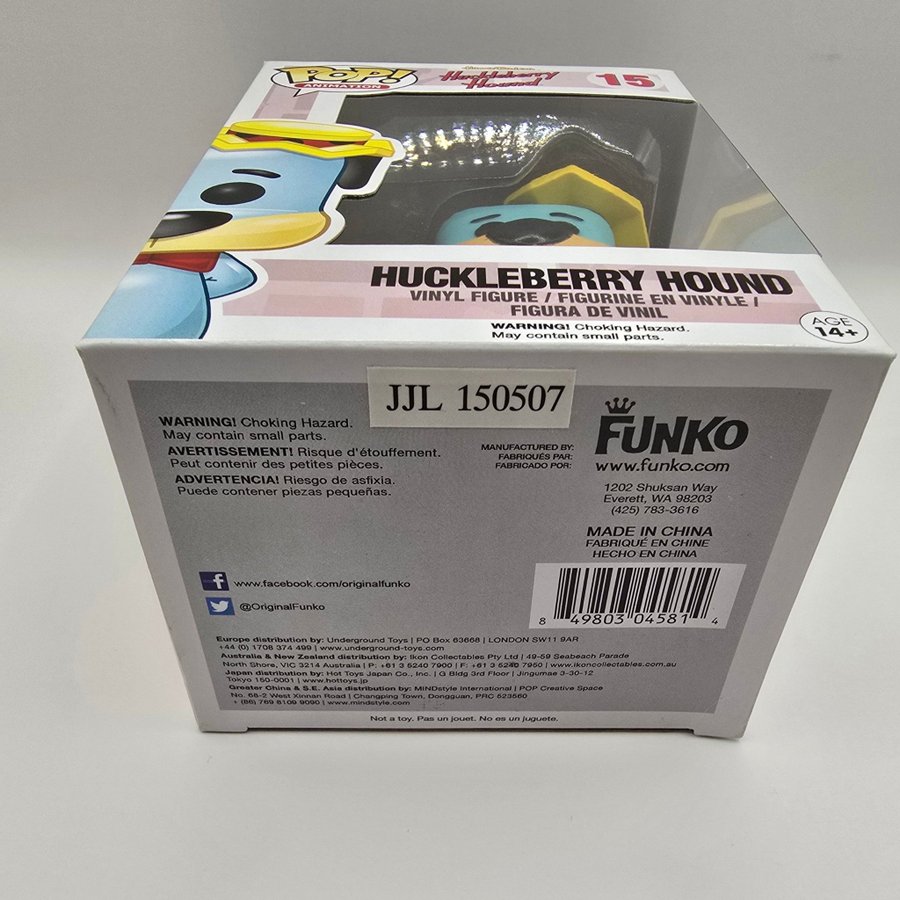 POP!
ANIMATION
Hanna-Barbera
Huckleberry
Hound
15
HUCKLEBERRY HOUND
VINYL FIGURE / FIGURINE EN VINYLE /
FIGURA DE VINIL
WARNING! Choking Hazard.
May contain small parts.
AGE
14+
JJL 150507
WARNING! Choking Hazard.
May contain small parts.
AVERTISSEMENT! Risque d'étouffement.
Peut contenir des petites pièces.
ADVERTENCIA! Riesgo de asfixia.
Puede contener piezas pequeñas.
MANUFACTURED BY:
FABRIQUÉS PAR:
FABRICADO POR:
FUNKO
www.funko.com
1202 Shuksan Way
Everett, WA 98203
(425) 783-3616
MADE IN CHINA
FABRIQUÉ EN CHINE
HECHO EN CHINA
f www.facebook.com/originalfunko
@OriginalFunko
8 49803 04581 4
Europe distribution by: Underground Toys | PO Box 63668 | LONDON SW11 9AR
+44 (0) 1708 374 499 | www.underground-toys.com
Australia & New Zealand distribution by: Ikon Collectables Pty Ltd | 49-59 Seabeach Parade
North Shore, VIC 3214 Australia | P: +61 3 5240 7900 | F: +61 3 5240 7950 | www.ikoncollectables.com.au
Japan distribution by: Hot Toys Japan Co., Inc. | G Bldg 3rd Floor | Jingumae 3-30-12
Tokyo 150-0001 | www.hottoys.jp
Greater China & S.E. Asia distribution by: MINDstyle International | POP Creative Space
No. 68-2 West Xinnan Road | Changping Town, Dongguan, PRC 523560
+ (86) 769 8109 9090 | www.mindstyle.com
Not a toy. Pas un jouet. No es un juguete.